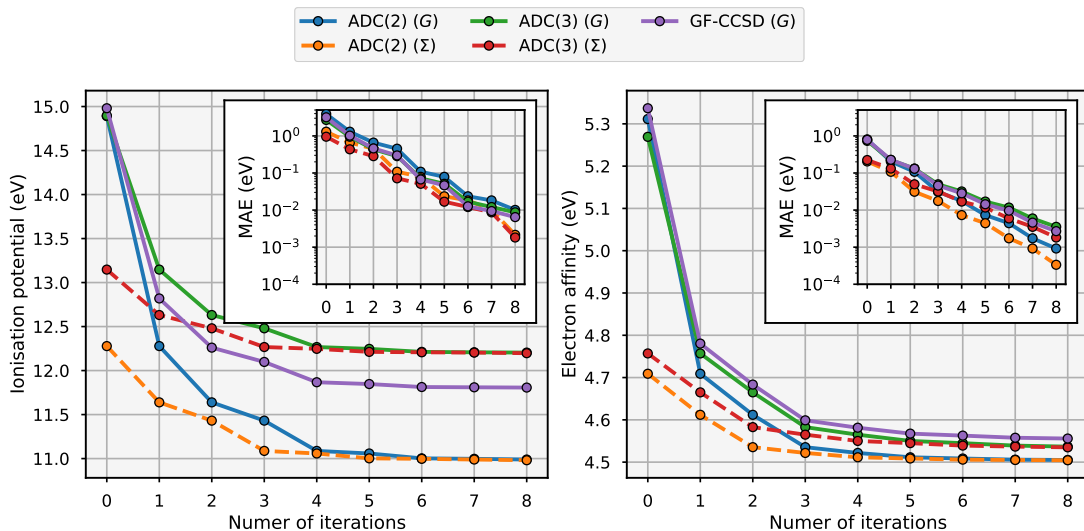 ADC(2) (G) ADC(3) (G) GF-CCSD (G)
ADC(2) (Σ) ADC(3) (Σ)
Ionisation potential (eV)
15.0
14.5
14.0
13.5
13.0
12.5
12.0
11.5
11.0
0 1 2 3 4 5 6 7 8
Numer of iterations
MAE (eV)
10⁰
10⁻¹
10⁻²
10⁻³
10⁻⁴
0 1 2 3 4 5 6 7 8
Electron affinity (eV)
5.3
5.2
5.1
5.0
4.9
4.8
4.7
4.6
4.5
0 1 2 3 4 5 6 7 8
Numer of iterations
MAE (eV)
10⁰
10⁻¹
10⁻²
10⁻³
10⁻⁴
0 1 2 3 4 5 6 7 8